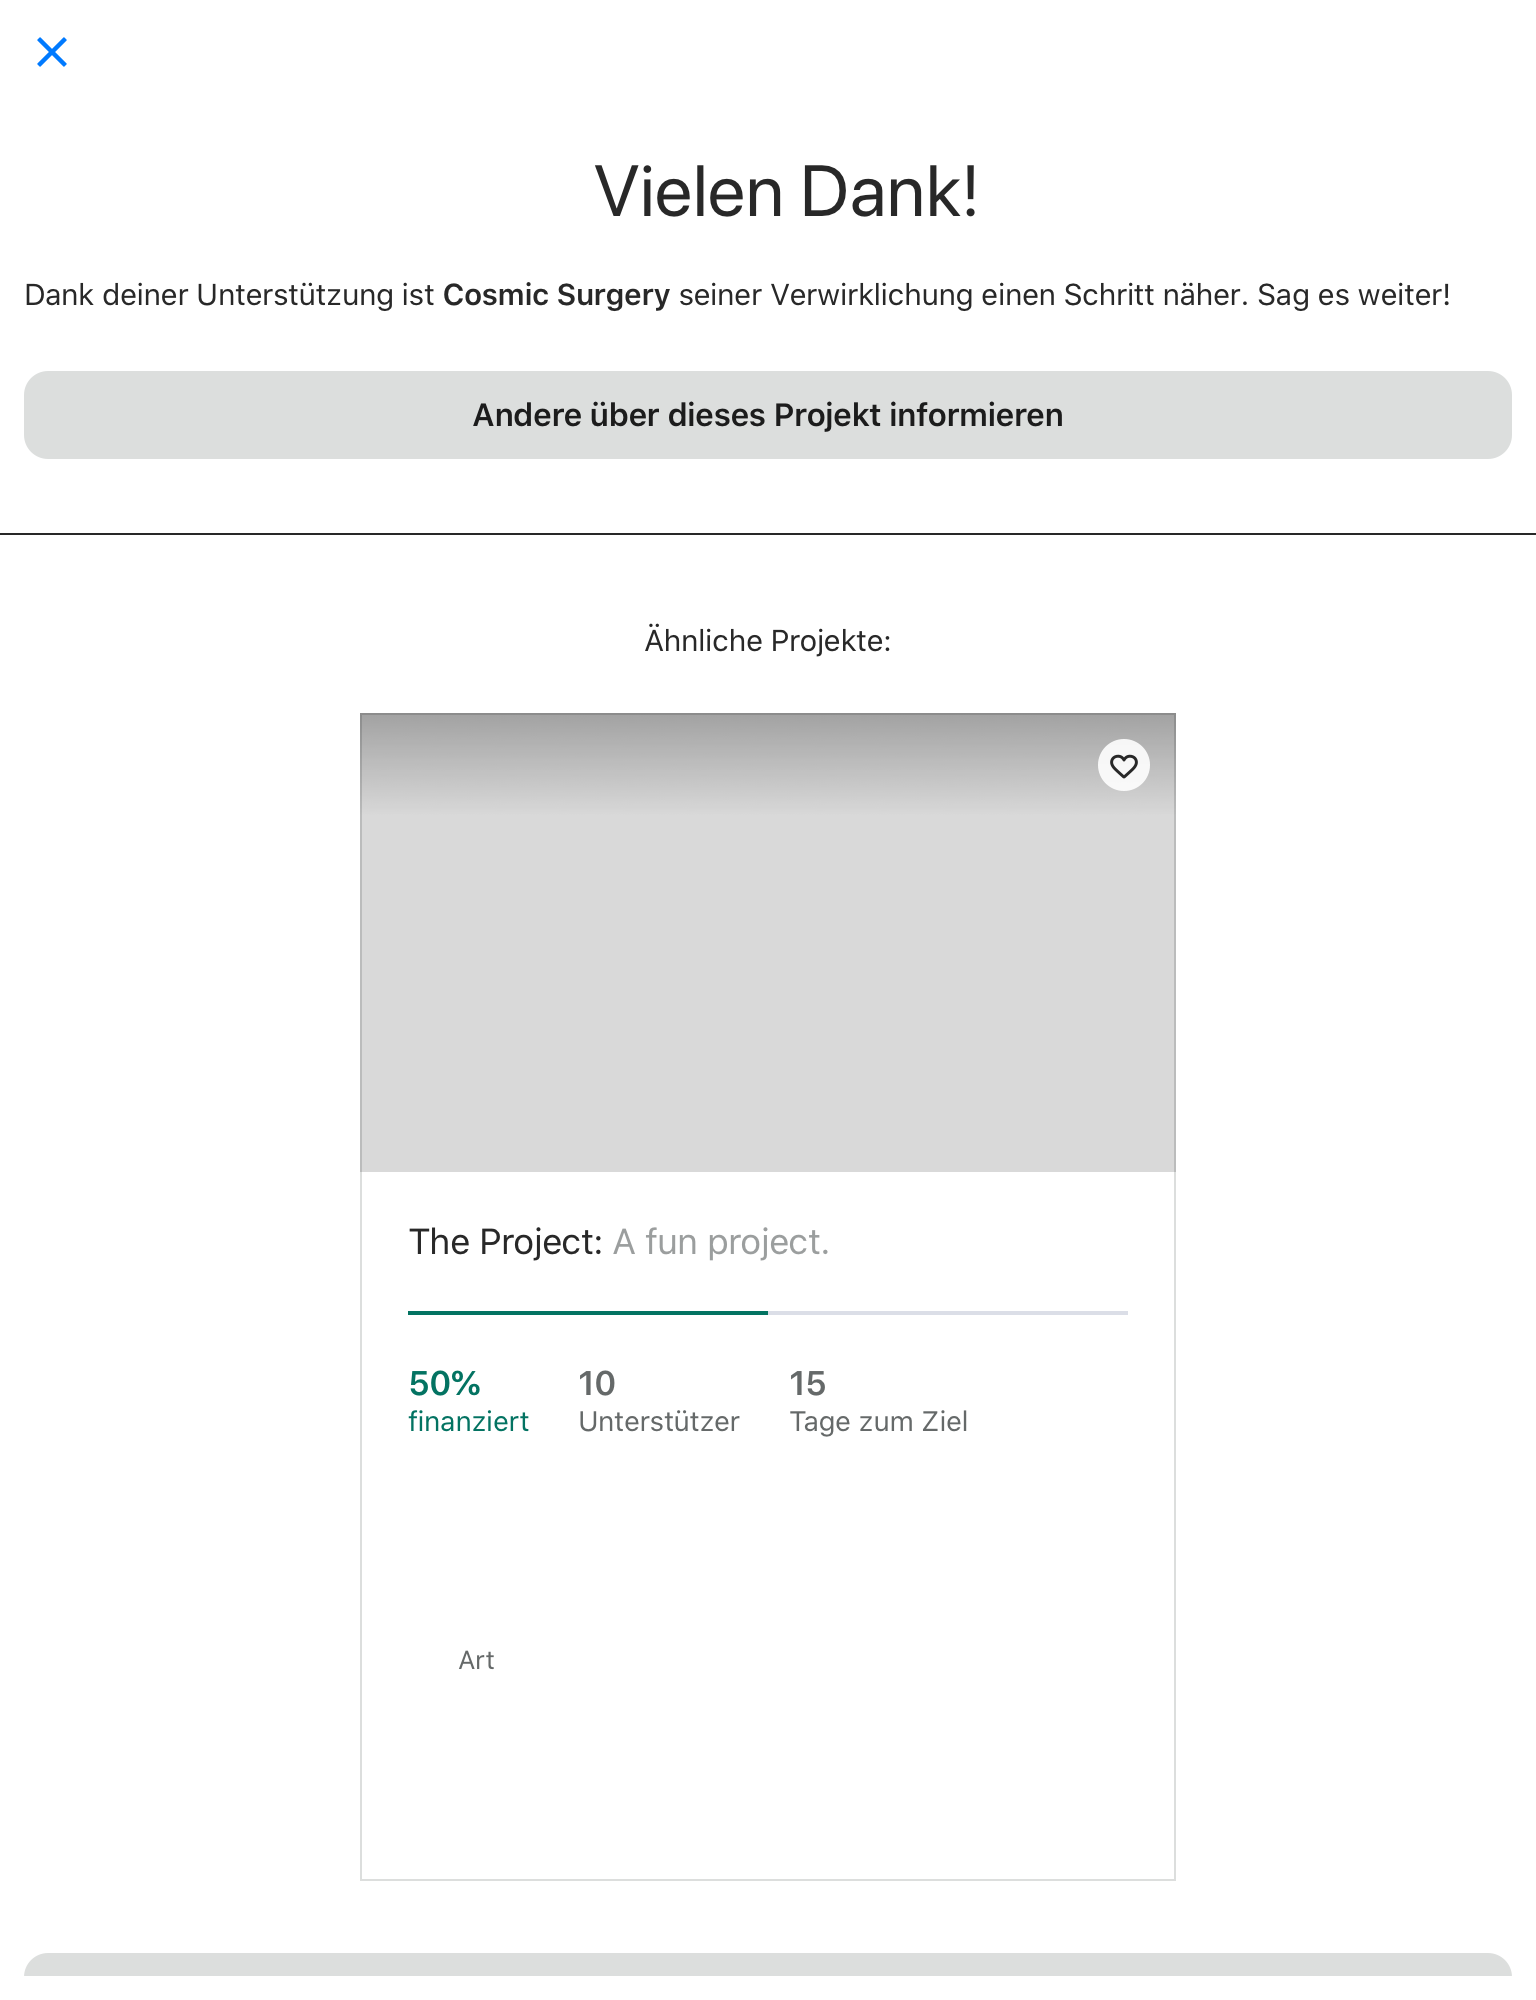 Vielen Dank!
Dank deiner Unterstützung ist Cosmic Surgery seiner Verwirklichung einen Schritt näher. Sag es weiter!
Andere über dieses Projekt informieren
Ähnliche Projekte:
The Project: A fun project.
50% 10 15
finanziert Unterstützer Tage zum Ziel
Art